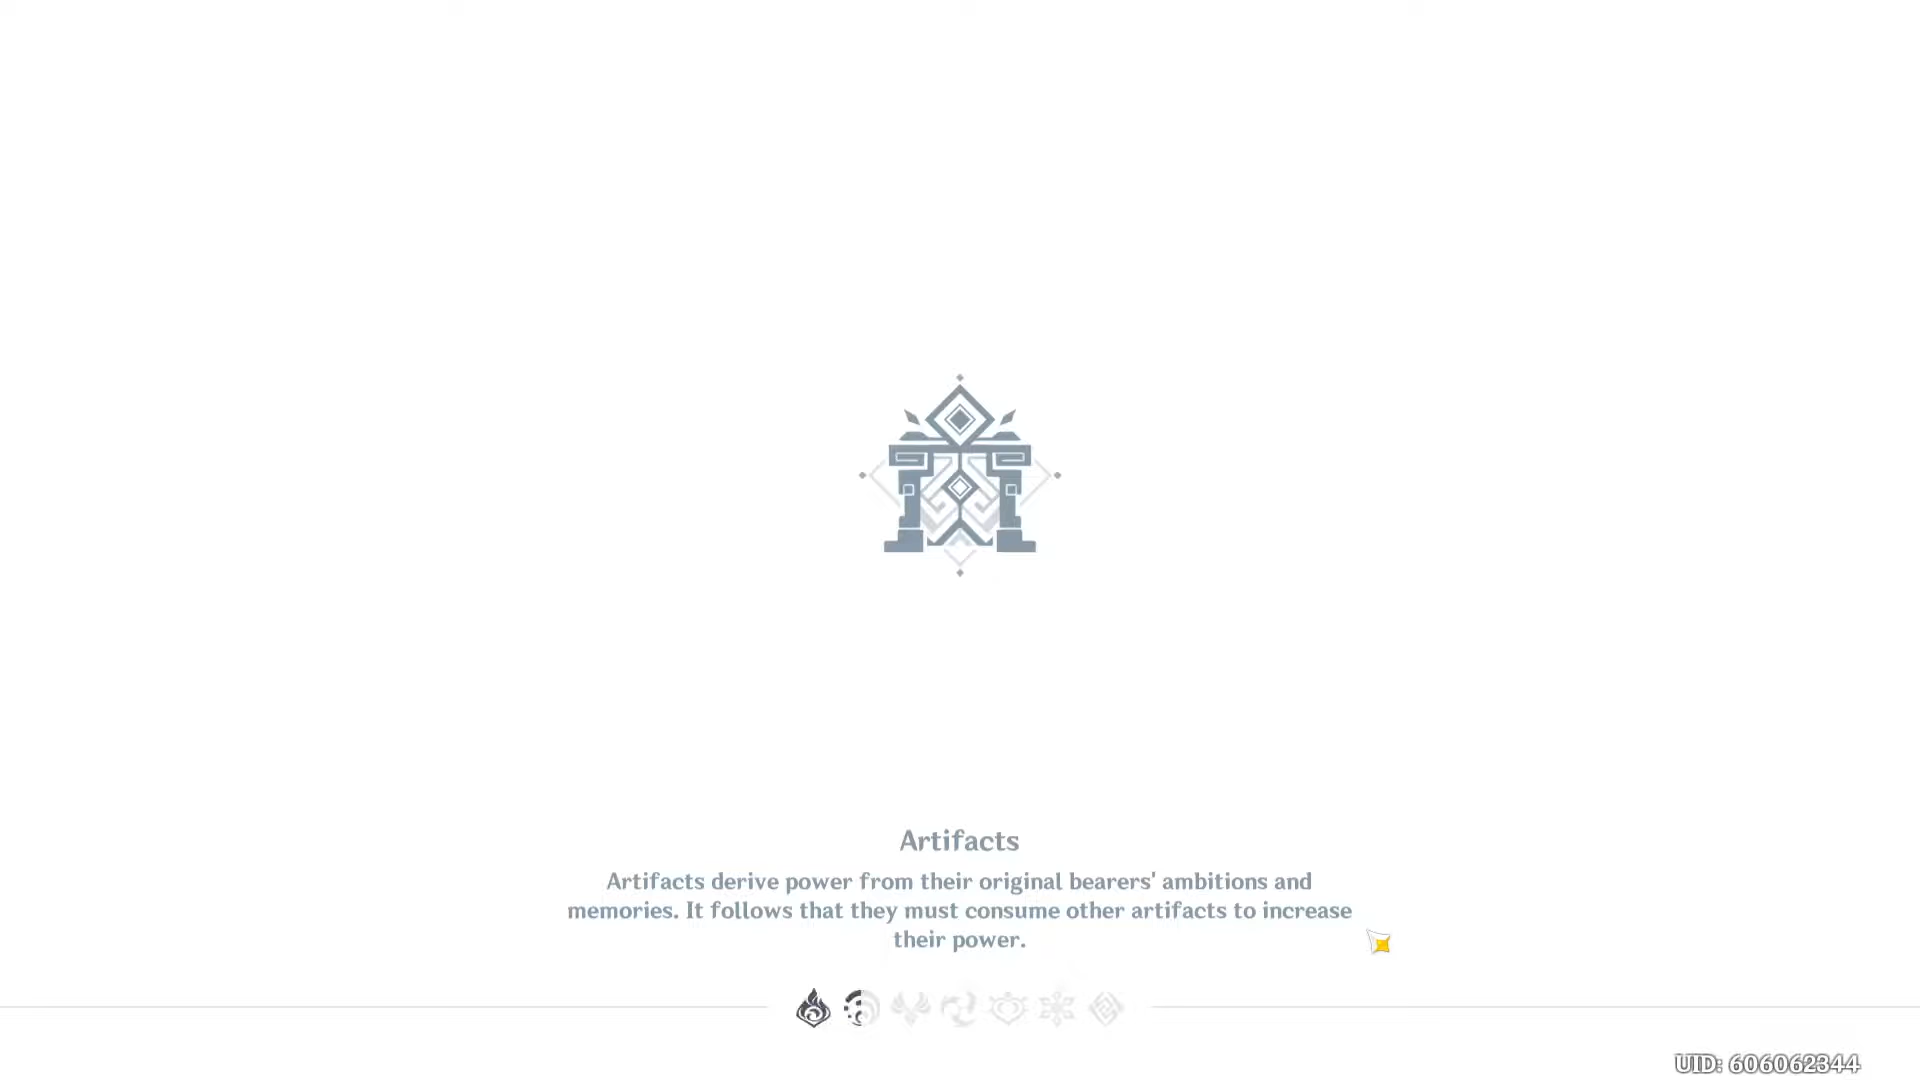 Artifacts
Artifacts derive power from their original bearers' ambitions and
memories. It follows that they must consume other artifacts to increase
their power.
UID: 606062344